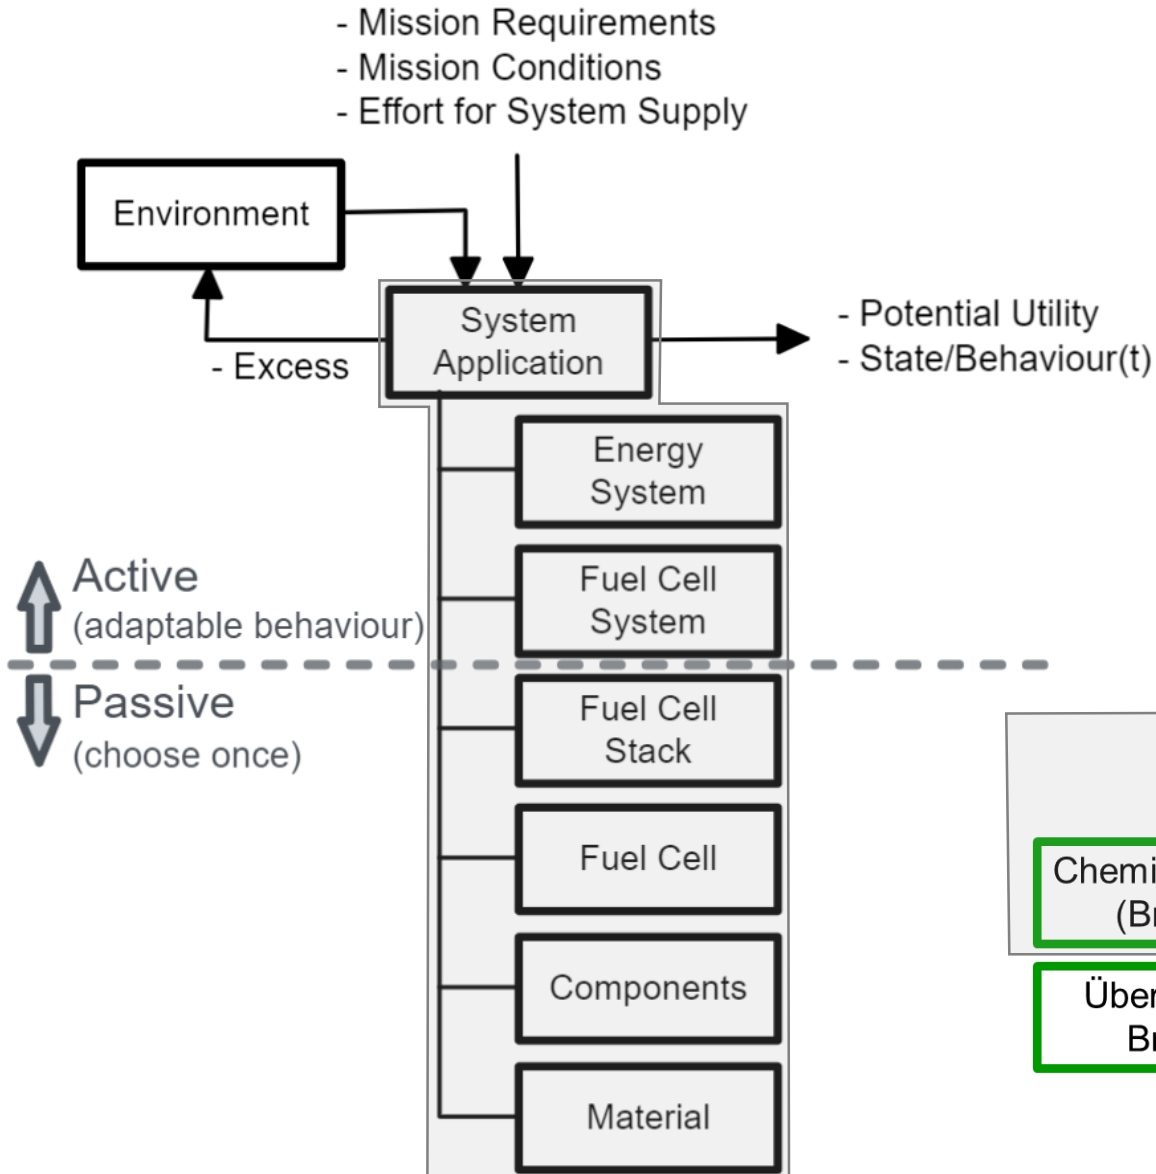 - Mission Requirements
- Mission Conditions
- Effort for System Supply
Environment
System
Application
- Excess
- Potential Utility
- State/Behaviour(t)
Energy
System
Active
(adaptable behaviour)
Fuel Cell
System
Passive
(choose once)
Fuel Cell
Stack
Fuel Cell
Components
Material